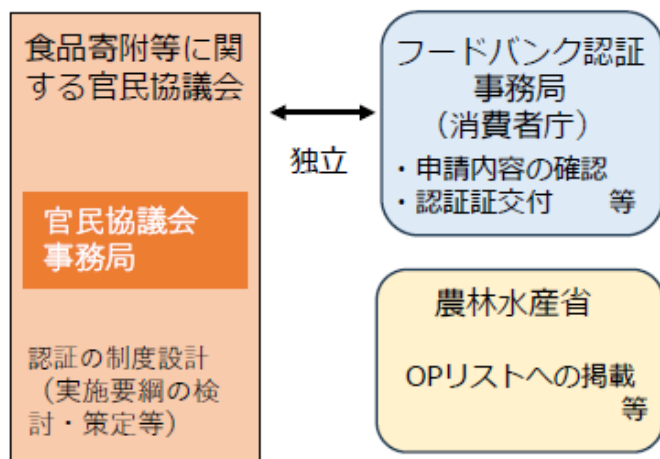 食品寄附等に関
する官民協議会
官民協議会
事務局
認証の制度設計
（実施要綱の検
討・策定等）
独立
フードバンク認証
事務局
（消費者庁）
・申請内容の確認
・認証証交付　　等
農林水産省
OPリストへの掲載
等